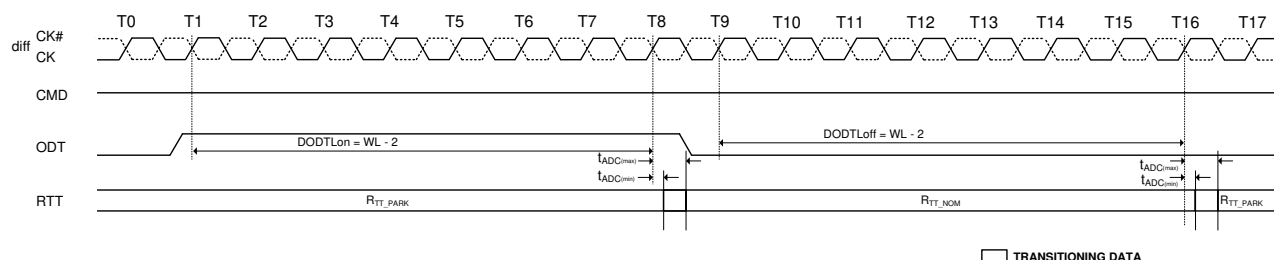 T0 T1 T2 T3 T4 T5 T6 T7 T8 T9 T10 T11 T12 T13 T14 T15 T16 T17
diff CK#
CK
CMD
DODTLon = WL - 2
DODTLoff = WL - 2
ODT
tADC(max)
tADC(max)
tADC(min)
tADC(min)
RTT
RTT_PARK
RTT_NOM
RTT_PARK
TRANSITIONING DATA